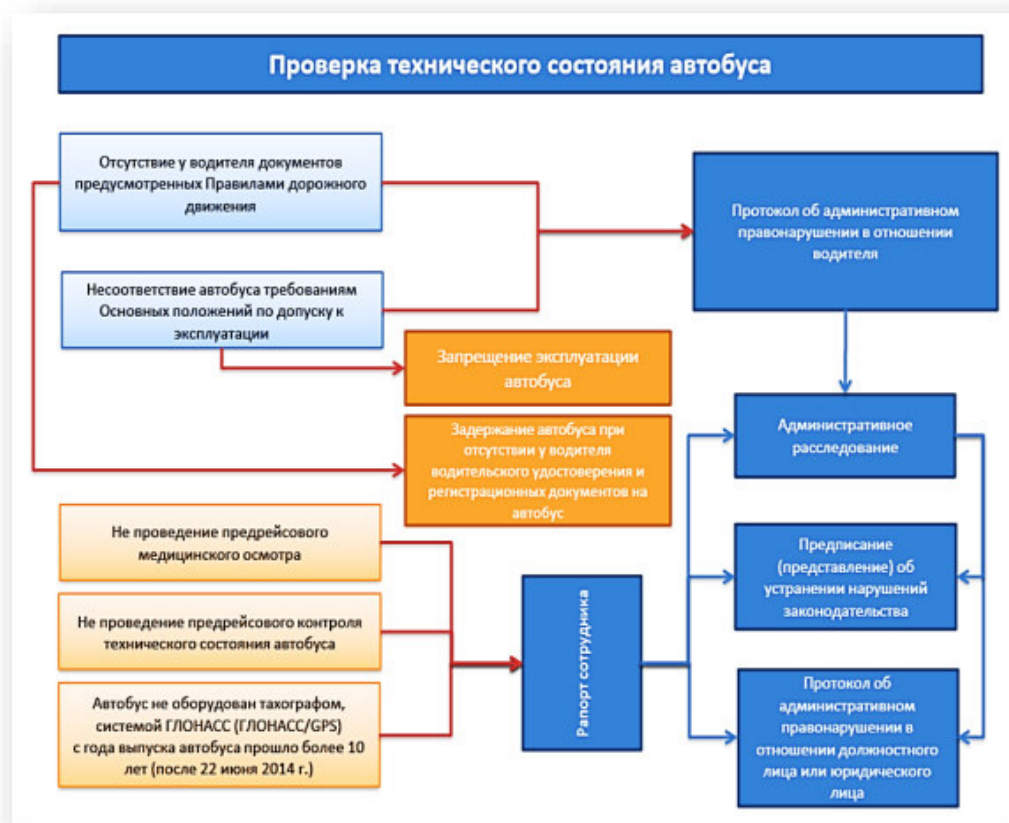 Проверка технического состояния автобуса
Отсутствие у водителя документов
предусмотренных Правилами дорожного
движения
Протокол об административном
правонарушении в отношении
водителя
Несоответствие автобуса требованиям
Основных положений по допуску к
эксплуатации
Запрещение эксплуатации
автобуса
Задержание автобуса при
отсутствии у водителя
водительского удостоверения и
регистрационных документов на
автобус
Административное
расследование
Не проведение предрейсового
медицинского осмотра
Предписание
(представление) об
устранении нарушений
законодательства
Не проведение предрейсового контроля
технического состояния автобуса
Рапорт сотрудника
Автобус не оборудован тахографом,
системой ГЛОНАСС (ГЛОНАСС/GPS)
с года выпуска автобуса прошло более 10
лет (после 22 июня 2014 г.)
Протокол об
административном
правонарушении в
отношении должностного
лица или юридического
лица